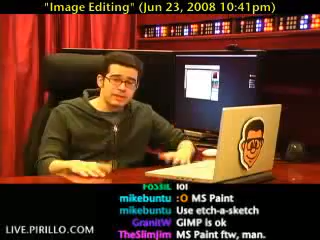 "Image Editing" (Jun 23, 2008 10:41pm)
FOSSIL lol
mikebuntu :O MS Paint
mikebuntu Use etch-a-sketch
GranitW GIMP is ok
TheSlimJim MS Paint ftw, man.
LIVE.PIRILLO.COM